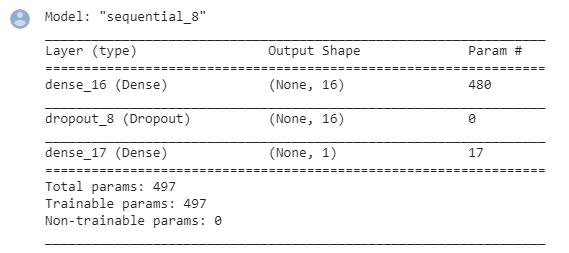 Model: "sequential_8"
_________________________________________________________________
Layer (type)                 Output Shape              Param #
=================================================================
dense_16 (Dense)             (None, 16)                480
_________________________________________________________________
dropout_8 (Dropout)          (None, 16)                0
_________________________________________________________________
dense_17 (Dense)             (None, 1)                 17
=================================================================
Total params: 497
Trainable params: 497
Non-trainable params: 0
_________________________________________________________________